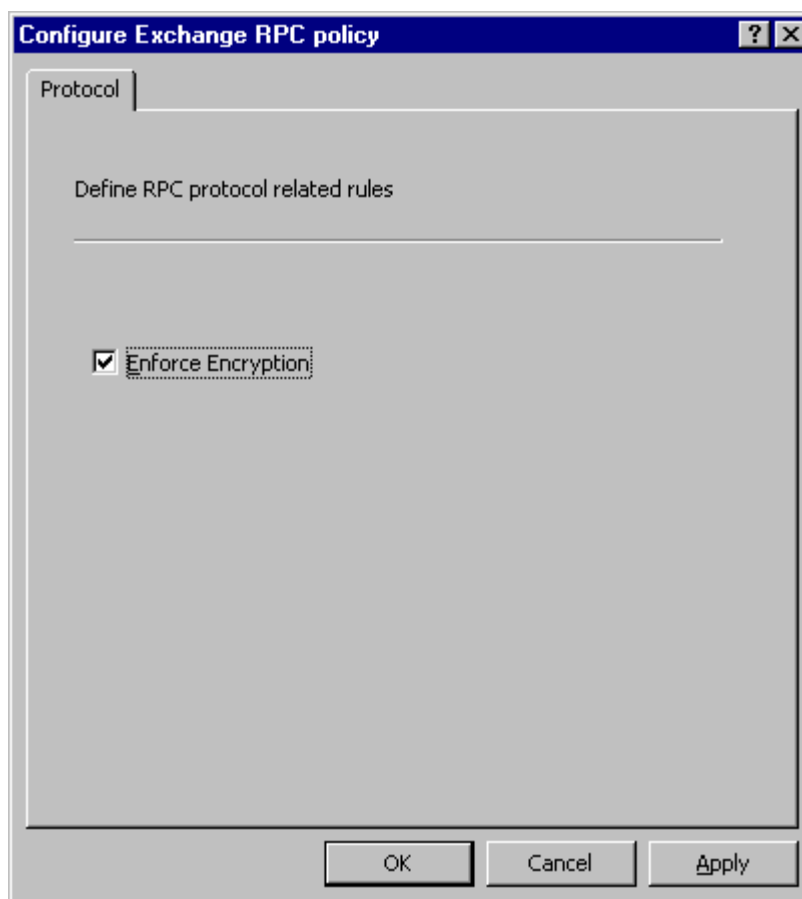 Configure Exchange RPC policy
Protocol
Define RPC protocol related rules
Enforce Encryption
OK Cancel Apply